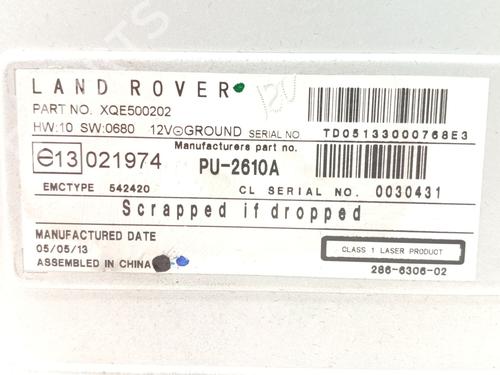 LAND ROVER
PART NO. XQE500202
HW:10 SW:0680 12V⊖GROUND SERIAL NO TD05133000768E3
Manufacturers part no.
e13 021974 PU-2610A
EMCTYPE 542420 CL SERIAL NO. 0030431
Scrapped if dropped
MANUFACTURED DATE
05/05/13
CLASS 1 LASER PRODUCT
ASSEMBLED IN CHINA
286-6306-02